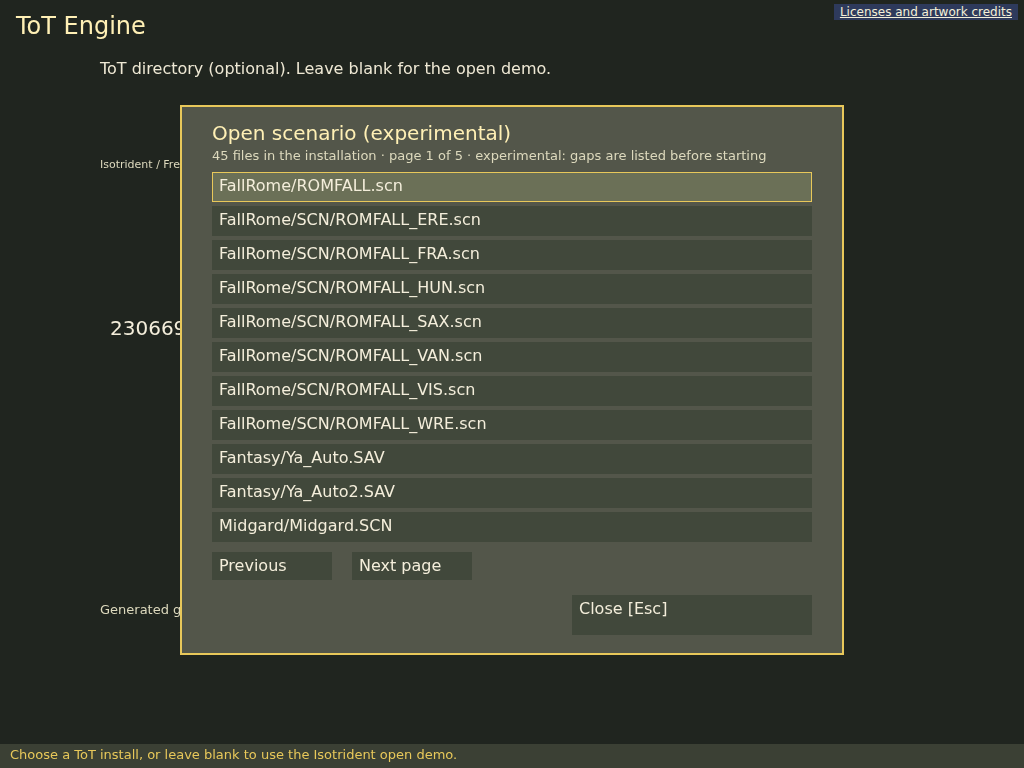 ToT Engine
Licenses and artwork credits
ToT directory (optional). Leave blank for the open demo.
Open scenario (experimental)
45 files in the installation · page 1 of 5 · experimental: gaps are listed before starting
Isotrident / Fre
FallRome/ROMFALL.scn
FallRome/SCN/ROMFALL_ERE.scn
FallRome/SCN/ROMFALL_FRA.scn
FallRome/SCN/ROMFALL_HUN.scn
FallRome/SCN/ROMFALL_SAX.scn
230669
FallRome/SCN/ROMFALL_VAN.scn
FallRome/SCN/ROMFALL_VIS.scn
FallRome/SCN/ROMFALL_WRE.scn
Fantasy/Ya_Auto.SAV
Fantasy/Ya_Auto2.SAV
Midgard/Midgard.SCN
Previous
Next page
Generated g
Close [Esc]
Choose a ToT install, or leave blank to use the Isotrident open demo.